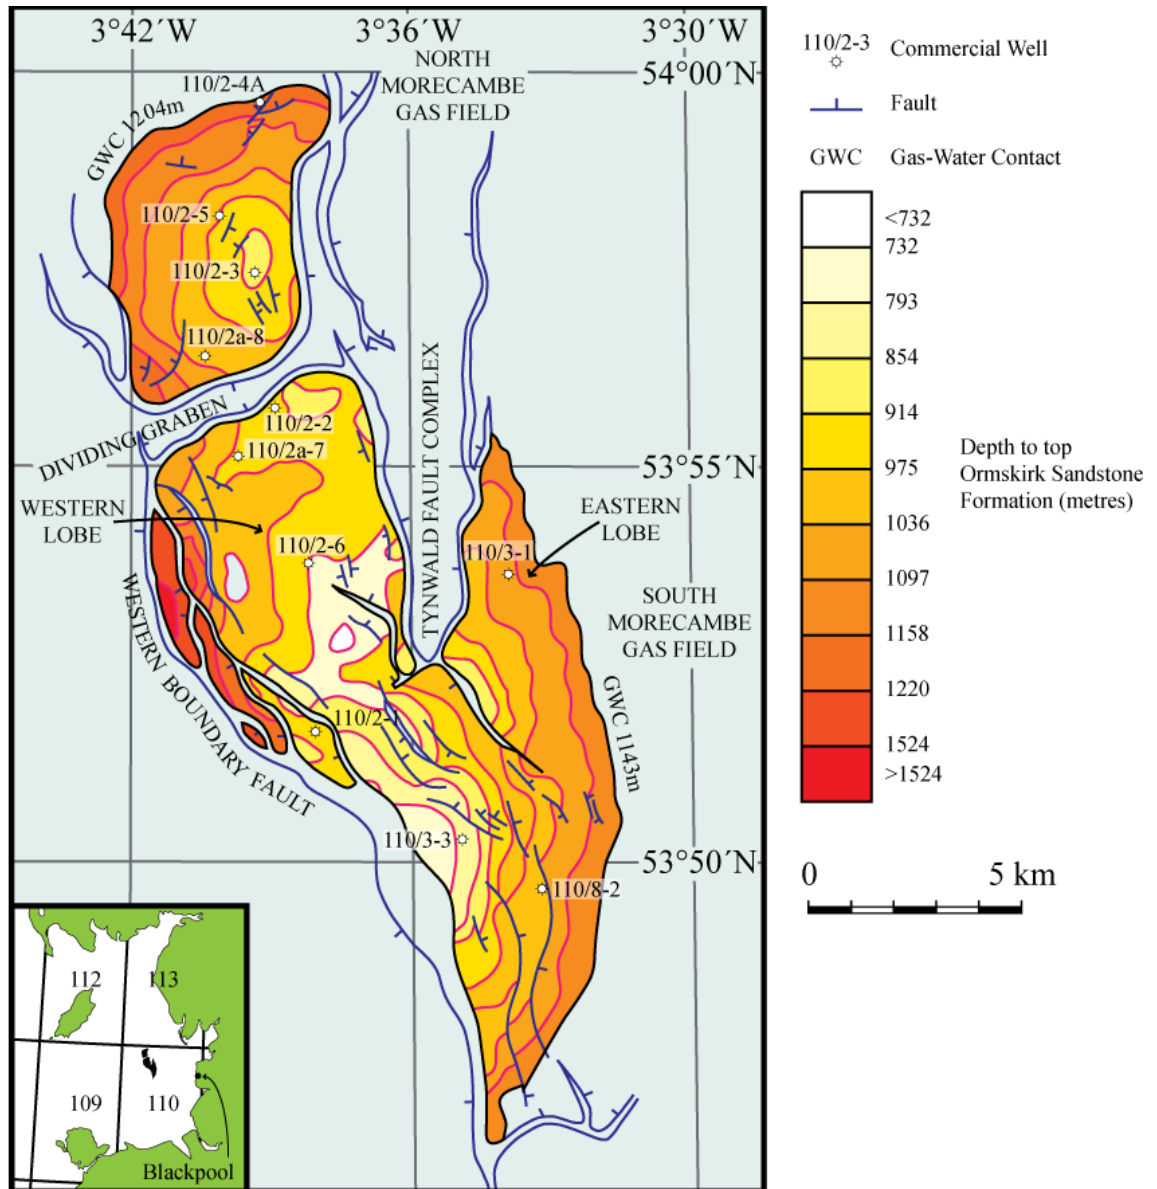 3°42´W
3°36´W
3°30´W
NORTH
MORECAMBE
GAS FIELD
54°00´N
110/2-4A
GWC 1204m
110/2-5
110/2-3
110/2a-8
DIVIDING GRABEN
110/2-2
110/2a-7
TYNWALD FAULT COMPLEX
53°55´N
WESTERN
LOBE
EASTERN
LOBE
110/2-6
110/3-1
SOUTH
MORECAMBE
GAS FIELD
WESTERN BOUNDARY FAULT
GWC 1143m
110/2-1
110/3-3
53°50´N
110/8-2
112
113
109
110
Blackpool
110/2-3
Commercial Well
Fault
GWC
Gas-Water Contact
<732
732
793
854
914
975
1036
1097
1158
1220
1524
>1524
Depth to top
Ormskirk Sandstone
Formation (metres)
0
5 km